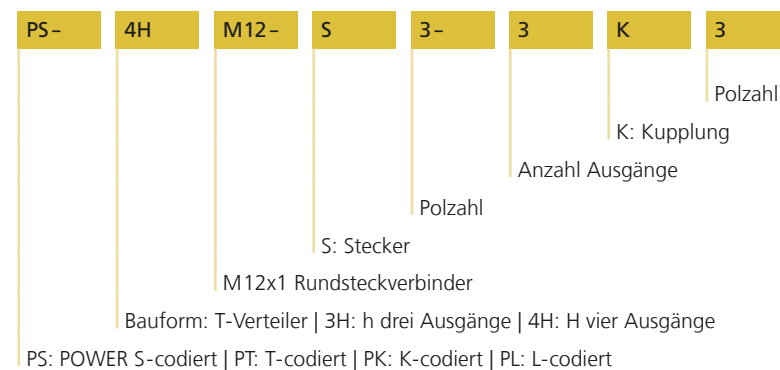 PS- 4H M12- S 3- 3 K 3
Polzahl
K: Kupplung
Anzahl Ausgänge
Polzahl
S: Stecker
M12x1 Rundsteckverbinder
Bauform: T-Verteiler | 3H: h drei Ausgänge | 4H: H vier Ausgänge
PS: POWER S-codiert | PT: T-codiert | PK: K-codiert | PL: L-codiert